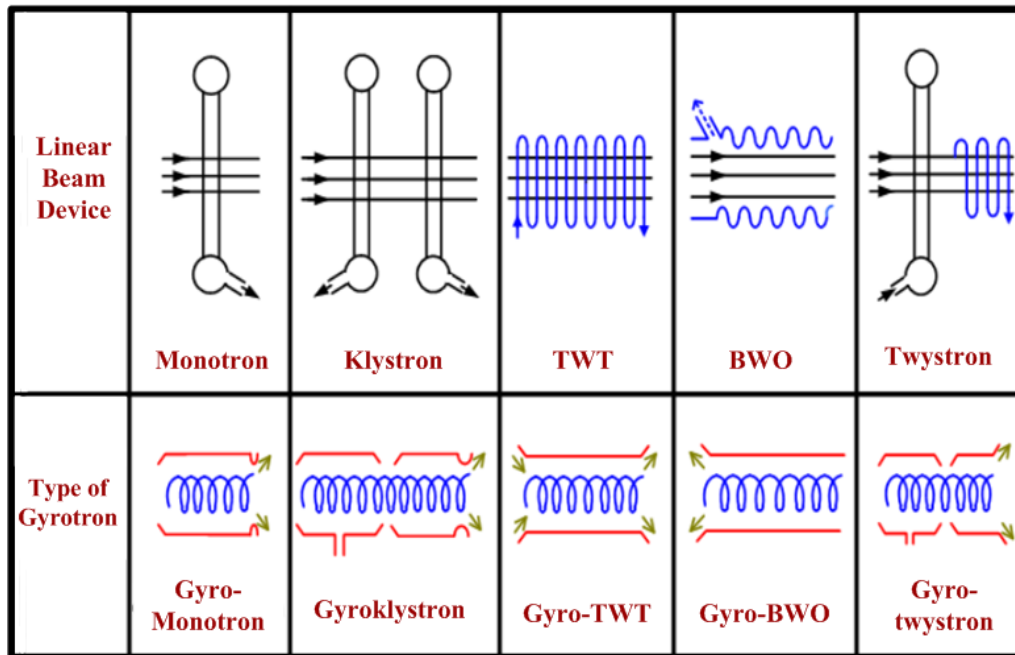 Linear
Beam
Device
Monotron
Klystron
TWT
BWO
Twystron
Type of
Gyrotron
Gyro-
Monotron
Gyroklystron
Gyro-TWT
Gyro-BWO
Gyro-
twystron